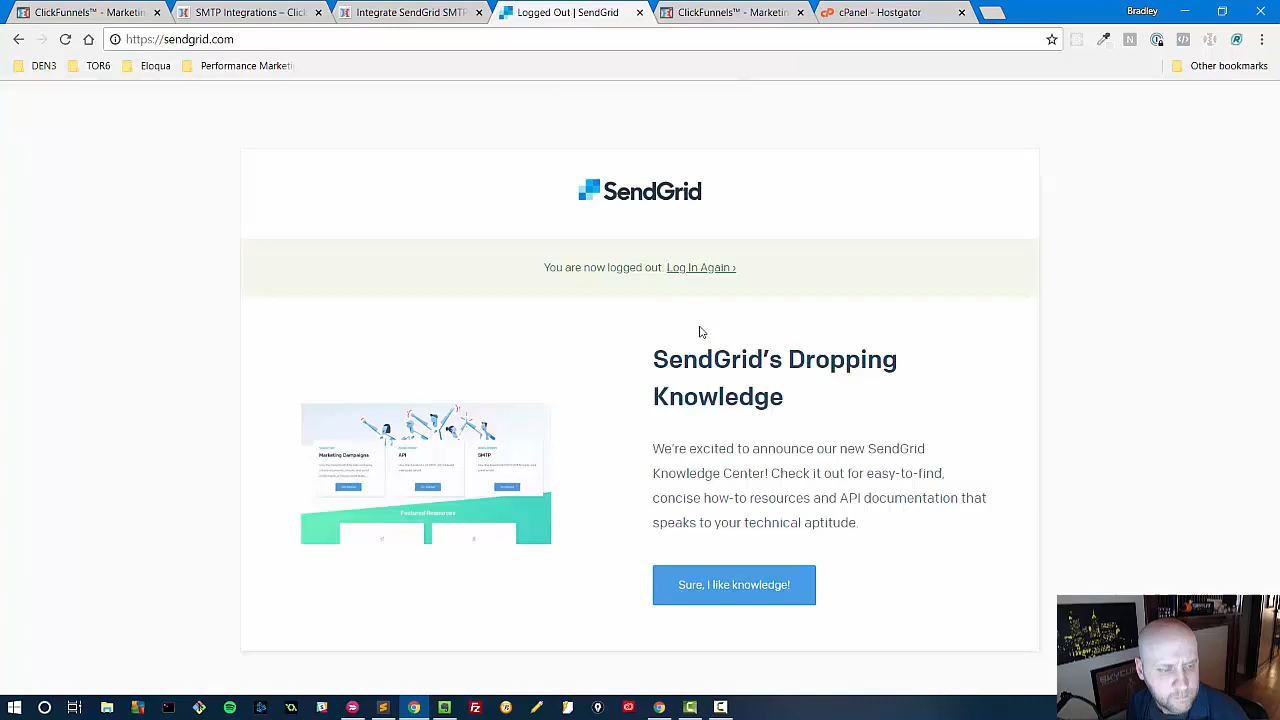 ClickFunnels™ - Marketin
SMTP Integrations – Click
Integrate SendGrid SMTP
Logged Out | SendGrid
ClickFunnels™ - Marketin
cPanel - Hostgator
Bradley
https://sendgrid.com
DEN3
TOR6
Eloqua
Performance Marketi
Other bookmarks
SendGrid
You are now logged out. Log In Again ›
SendGrid's Dropping
Knowledge
We're excited to announce our new SendGrid
Knowledge Center! Check it out for easy-to-find,
concise how-to resources and API documentation that
speaks to your technical aptitude.
Sure, I like knowledge!
Marketing Campaigns
API
SMTP
Featured Resources